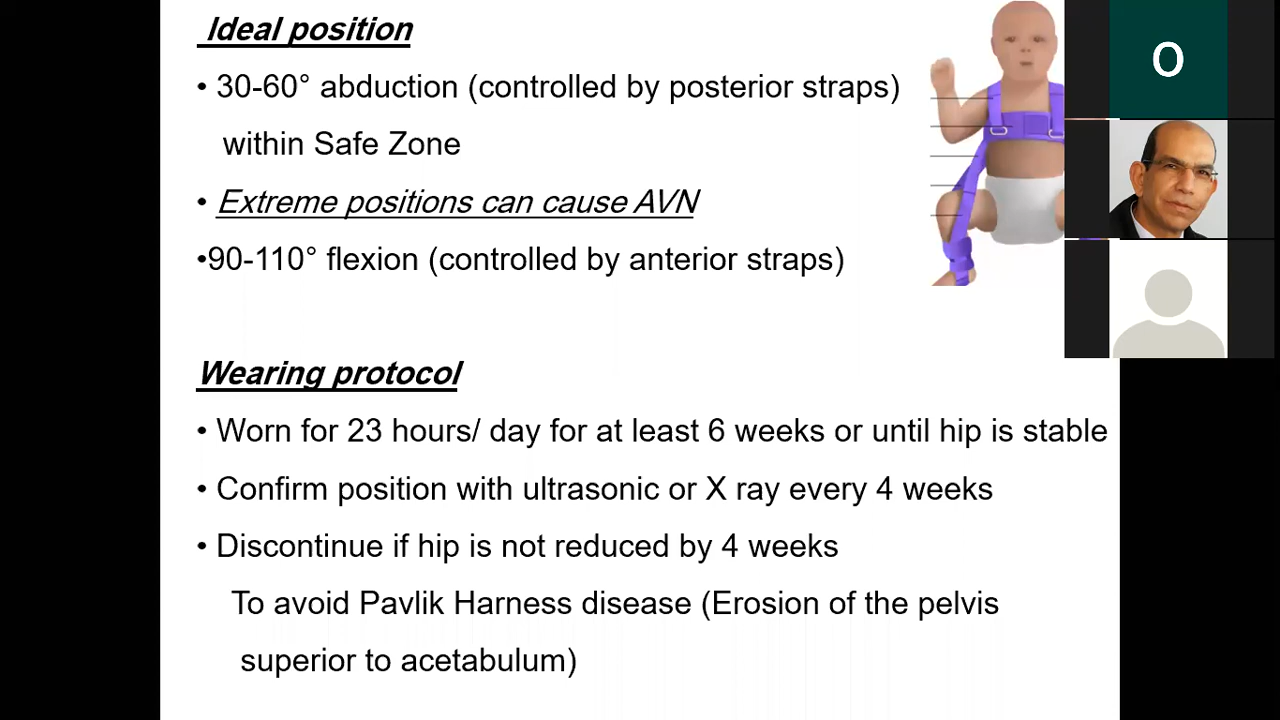 Ideal position
• 30-60° abduction (controlled by posterior straps)
within Safe Zone
• Extreme positions can cause AVN
•90-110° flexion (controlled by anterior straps)
Wearing protocol
• Worn for 23 hours/ day for at least 6 weeks or until hip is stable
• Confirm position with ultrasonic or X ray every 4 weeks
• Discontinue if hip is not reduced by 4 weeks
To avoid Pavlik Harness disease (Erosion of the pelvis
superior to acetabulum)
O